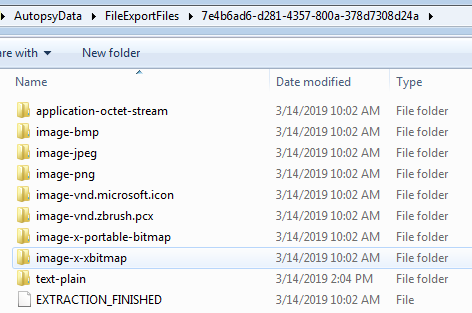 AutopsyData ▸ FileExportFiles ▸ 7e4b6ad6-d281-4357-800a-378d7308d24a ▸
are with ▾ New folder
Name Date modified Type
application-octet-stream 3/14/2019 10:02 AM File folder
image-bmp 3/14/2019 10:02 AM File folder
image-jpeg 3/14/2019 10:02 AM File folder
image-png 3/14/2019 10:02 AM File folder
image-vnd.microsoft.icon 3/14/2019 10:02 AM File folder
image-vnd.zbrush.pcx 3/14/2019 10:02 AM File folder
image-x-portable-bitmap 3/14/2019 10:02 AM File folder
image-x-xbitmap 3/14/2019 10:02 AM File folder
text-plain 3/14/2019 2:04 PM File folder
EXTRACTION_FINISHED 3/14/2019 10:02 AM File